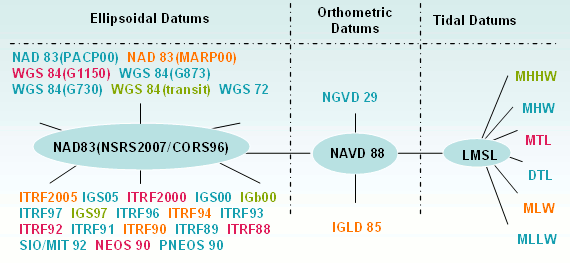 Ellipsoidal Datums
Orthometric
Datums
Tidal Datums
NAD 83(PACP00) NAD 83(MARP00)
WGS 84(G1150) WGS 84(G873)
WGS 84(G730) WGS 84(transit) WGS 72
NAD83(NSRS2007/CORS96)
ITRF2005 IGS05 ITRF2000 IGS00 IGb00
ITRF97 IGS97 ITRF96 ITRF94 ITRF93
ITRF92 ITRF91 ITRF90 ITRF89 ITRF88
SIO/MIT 92 NEOS 90 PNEOS 90
NGVD 29
NAVD 88
IGLD 85
LMSL
MHHW
MHW
MTL
DTL
MLW
MLLW